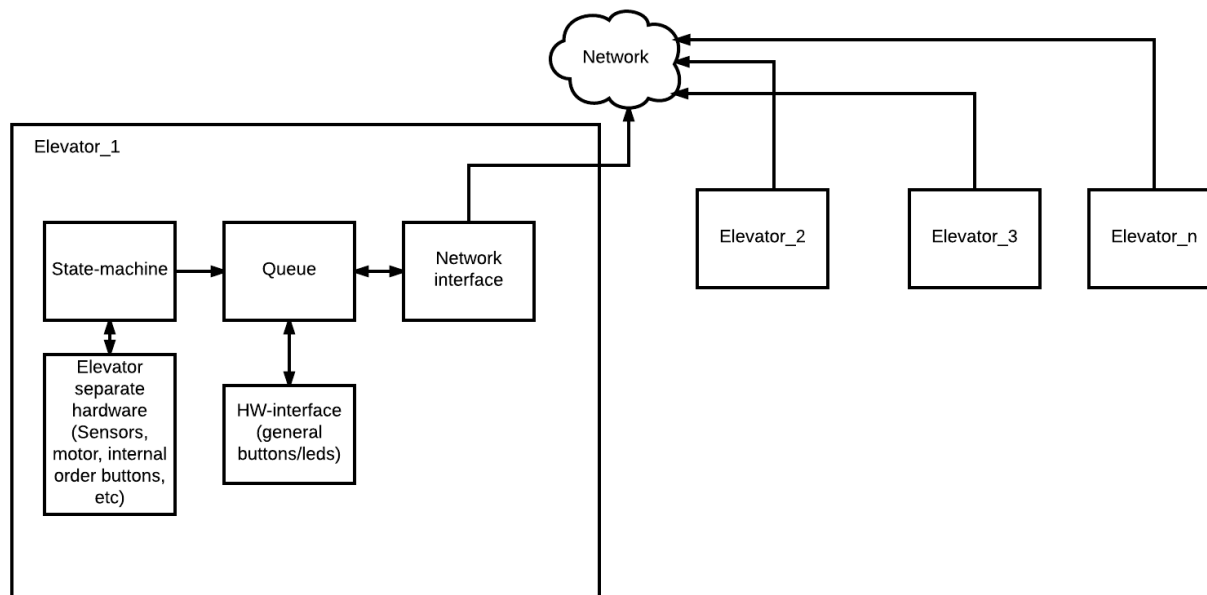 Network
Elevator_1
State-machine
Queue
Network
interface
Elevator_2
Elevator_3
Elevator_n
Elevator
separate
hardware
(Sensors,
motor, internal
order buttons,
etc)
HW-interface
(general
buttons/leds)